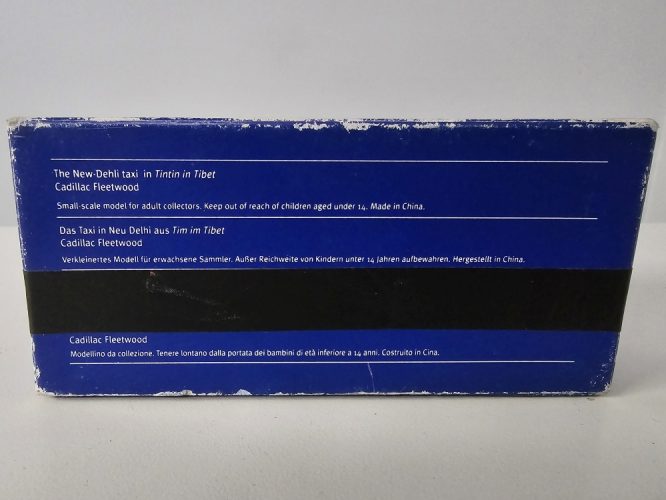 The New-Dehli taxi in Tintin in Tibet
Cadillac Fleetwood
Small-scale model for adult collectors. Keep out of reach of children aged under 14. Made in China.
Das Taxi in Neu Delhi aus Tim im Tibet
Cadillac Fleetwood
Verkleinertes Modell für erwachsene Sammler. Außer Reichweite von Kindern unter 14 Jahren aufbewahren. Hergestellt in China.
Cadillac Fleetwood
Modellino da collezione. Tenere lontano dalla portata dei bambini di età inferiore a 14 anni. Costruito in Cina.